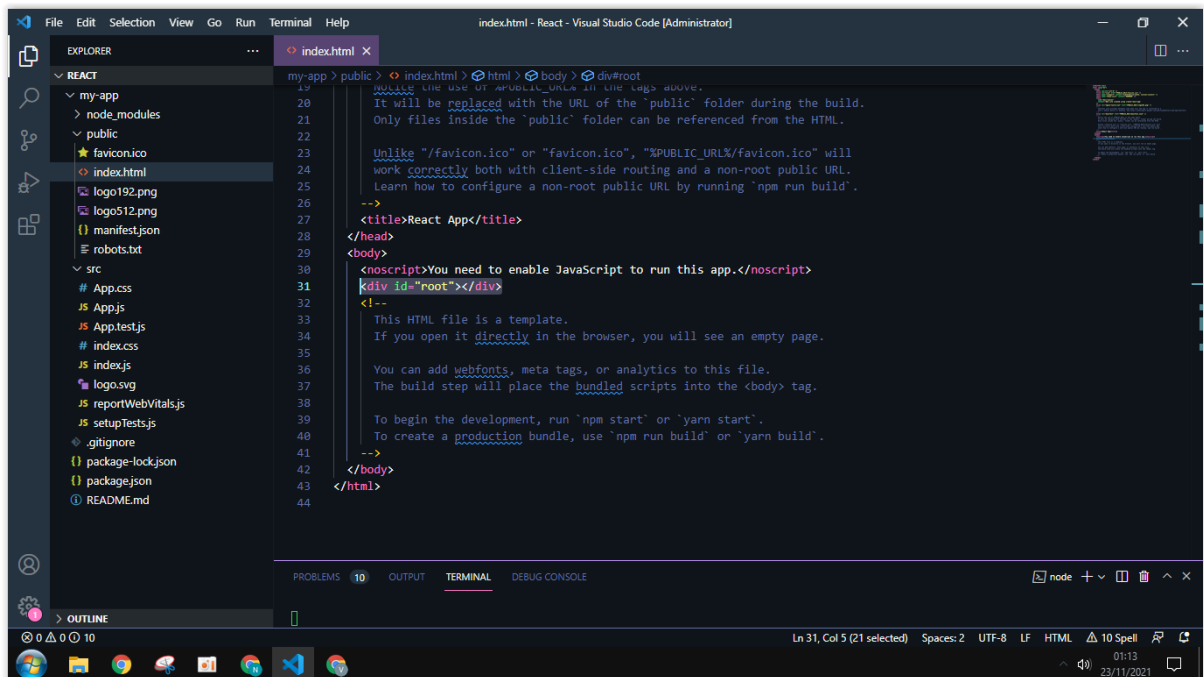 File Edit Selection View Go Run Terminal Help index.html - React - Visual Studio Code [Administrator]
EXPLORER
REACT
my-app
node_modules
public
favicon.ico
index.html
logo192.png
logo512.png
manifest.json
robots.txt
src
App.css
App.js
App.test.js
index.css
index.js
logo.svg
reportWebVitals.js
setupTests.js
.gitignore
package-lock.json
package.json
README.md
OUTLINE
index.html
my-app > public > index.html > html > body > div#root
19 Notice the use of %PUBLIC_URL% in the tags above.
20 It will be replaced with the URL of the `public` folder during the build.
21 Only files inside the `public` folder can be referenced from the HTML.
22
23 Unlike "/favicon.ico" or "favicon.ico", "%PUBLIC_URL%/favicon.ico" will
24 work correctly both with client-side routing and a non-root public URL.
25 Learn how to configure a non-root public URL by running `npm run build`.
26 -->
27 <title>React App</title>
28 </head>
29 <body>
30 <noscript>You need to enable JavaScript to run this app.</noscript>
31 <div id="root"></div>
32 <!--
33 This HTML file is a template.
34 If you open it directly in the browser, you will see an empty page.
35
36 You can add webfonts, meta tags, or analytics to this file.
37 The build step will place the bundled scripts into the <body> tag.
38
39 To begin the development, run `npm start` or `yarn start`.
40 To create a production bundle, use `npm run build` or `yarn build`.
41 -->
42 </body>
43 </html>
44
PROBLEMS 10 OUTPUT TERMINAL DEBUG CONSOLE node
0 0 10 Ln 31, Col 5 (21 selected) Spaces: 2 UTF-8 LF HTML 10 Spell
01:13
23/11/2021